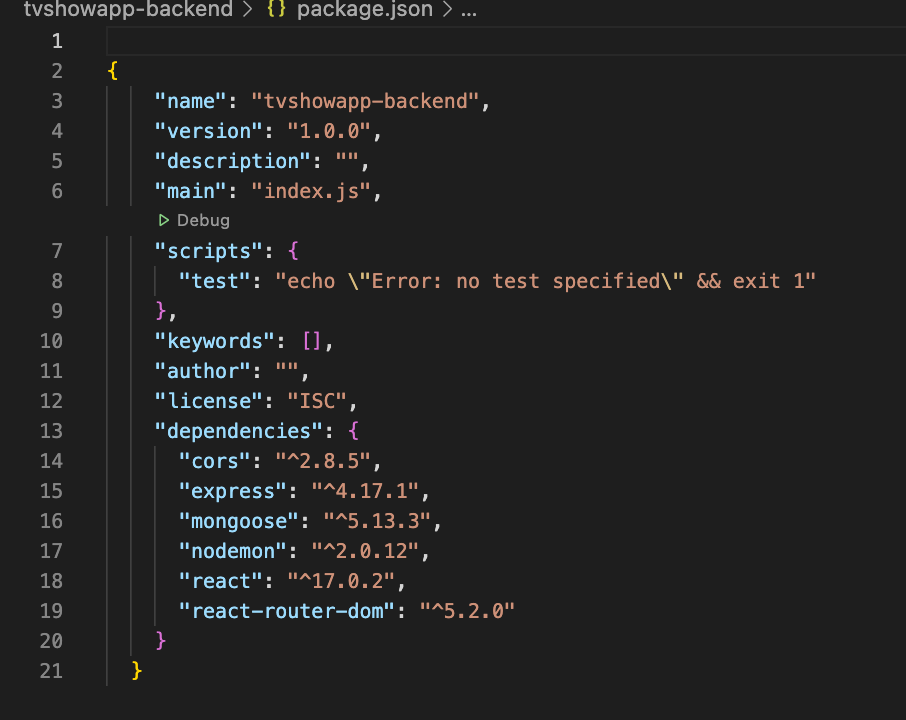 tvshowapp-backend > {} package.json > ...
1
2 {
3 "name": "tvshowapp-backend",
4 "version": "1.0.0",
5 "description": "",
6 "main": "index.js",
Debug
7 "scripts": {
8 "test": "echo \"Error: no test specified\" && exit 1"
9 },
10 "keywords": [],
11 "author": "",
12 "license": "ISC",
13 "dependencies": {
14 "cors": "^2.8.5",
15 "express": "^4.17.1",
16 "mongoose": "^5.13.3",
17 "nodemon": "^2.0.12",
18 "react": "^17.0.2",
19 "react-router-dom": "^5.2.0"
20 }
21 }